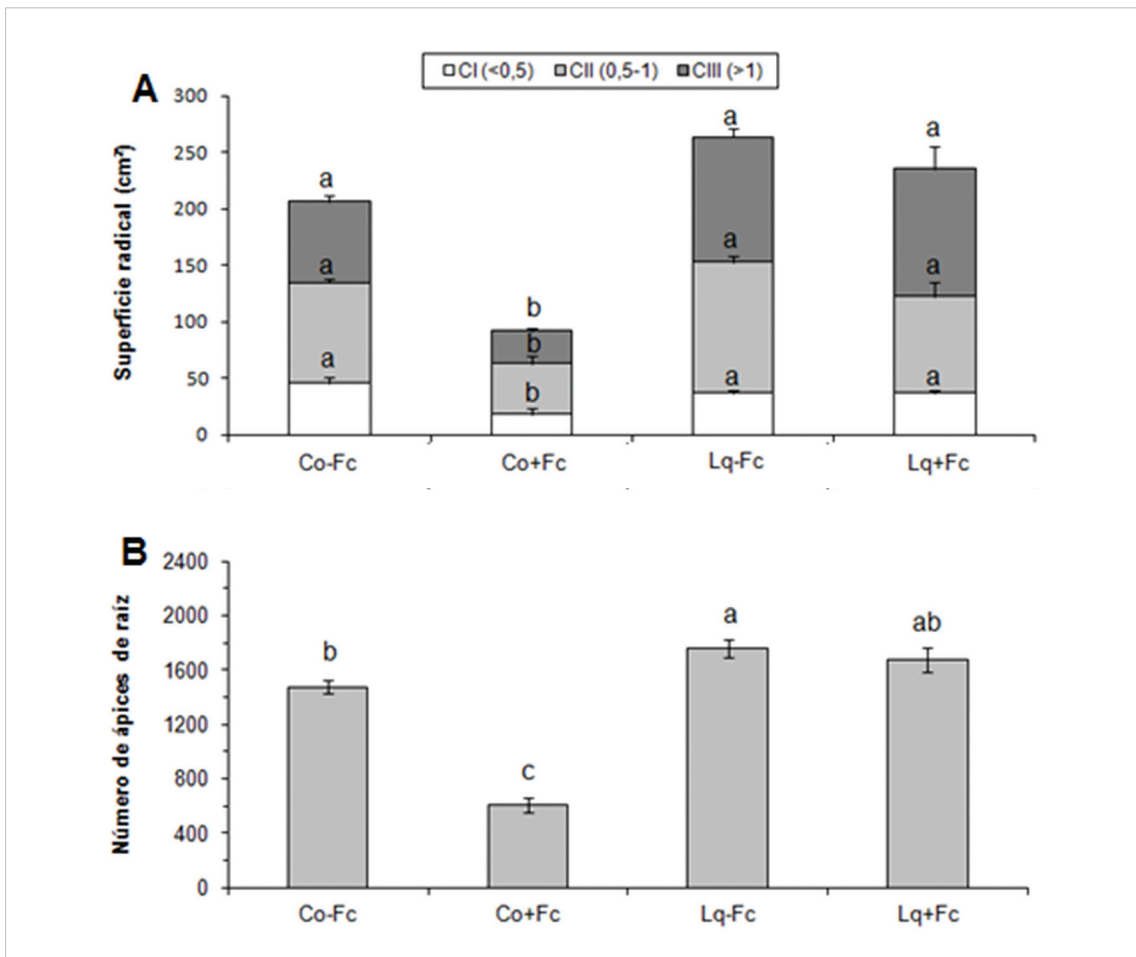 A
CI (<0,5) CII (0,5-1) CIII (>1)
Superficie radical (cm²)
300
250
200
150
100
50
0
a
a
a
b
b
b
a
a
a
a
a
a
Co-Fc Co+Fc Lq-Fc Lq+Fc
B
Número de ápices de raíz
2400
2000
1600
1200
800
400
0
b
c
a
ab
Co-Fc Co+Fc Lq-Fc Lq+Fc